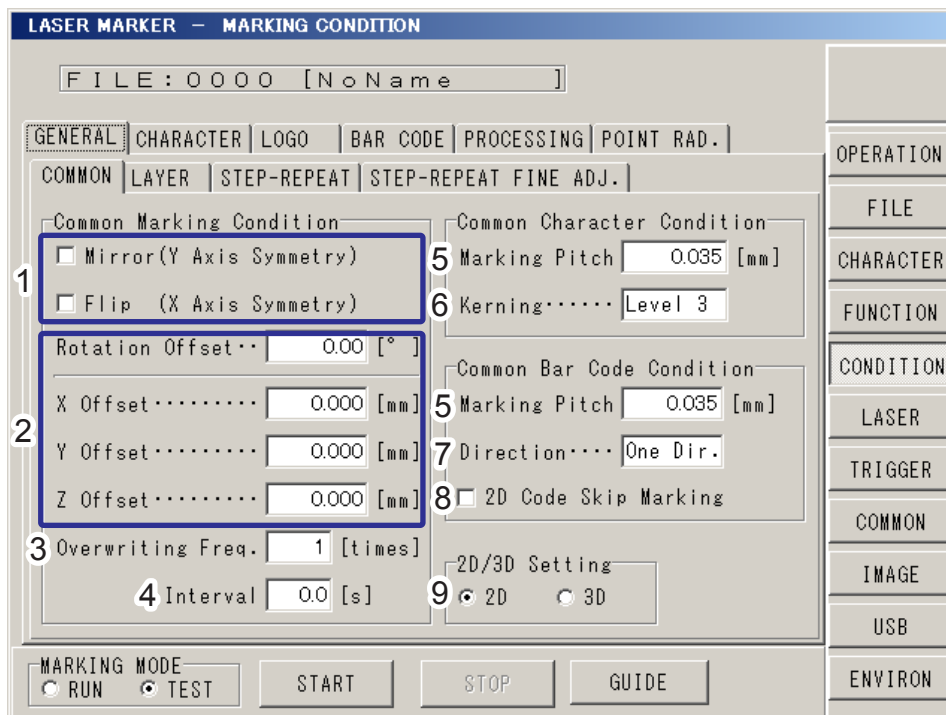 LASER MARKER － MARKING CONDITION
FILE:0000 [NoName ]
GENERAL CHARACTER LOGO BAR CODE PROCESSING POINT RAD.
COMMON LAYER STEP-REPEAT STEP-REPEAT FINE ADJ.
Common Marking Condition
1
Mirror(Y Axis Symmetry)
Flip (X Axis Symmetry)
2
Rotation Offset‥ 0.00 [° ]
X Offset‥‥‥‥‥ 0.000 [mm]
Y Offset‥‥‥‥‥ 0.000 [mm]
Z Offset‥‥‥‥‥ 0.000 [mm]
3 Overwriting Freq. 1 [times]
4 Interval 0.0 [s]
Common Character Condition
5 Marking Pitch 0.035 [mm]
6 Kerning‥‥‥ Level 3
Common Bar Code Condition
5 Marking Pitch 0.035 [mm]
7 Direction‥‥ One Dir.
8 2D Code Skip Marking
2D/3D Setting
9 2D 3D
MARKING MODE
RUN TEST
START
STOP
GUIDE
OPERATION
FILE
CHARACTER
FUNCTION
CONDITION
LASER
TRIGGER
COMMON
IMAGE
USB
ENVIRON